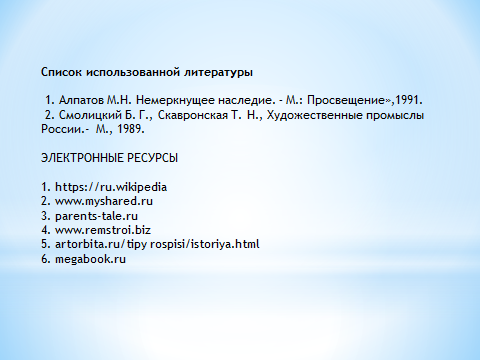 Список использованной литературы
1. Алпатов М.Н. Немеркнущее наследие. - М.: Просвещение»,1991.
2. Смолицкий Б. Г., Скавронская Т. Н., Художественные промыслы
России.- М., 1989.
ЭЛЕКТРОННЫЕ РЕСУРСЫ
1. https://ru.wikipedia
2. www.myshared.ru
3. parents-tale.ru
4. www.remstroi.biz
5. artorbita.ru/tipy rospisi/istoriya.html
6. megabook.ru